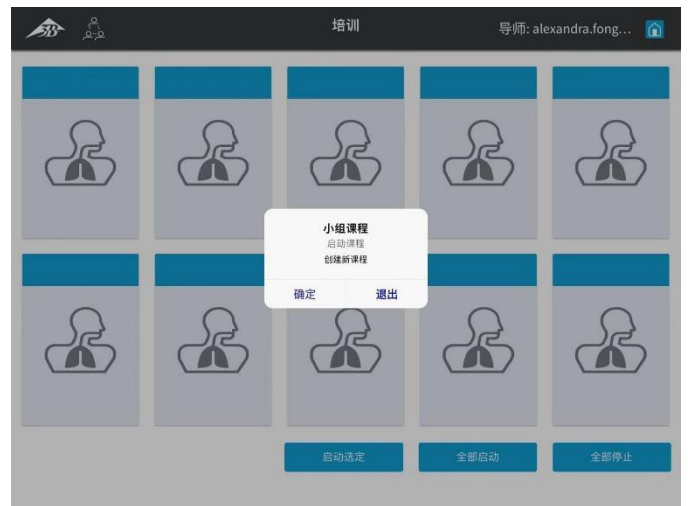 3B
培训
导师: alexandra.fong...
小组课程
启动课程
创建新课程
确定 退出
启动选定 全部启动 全部停止